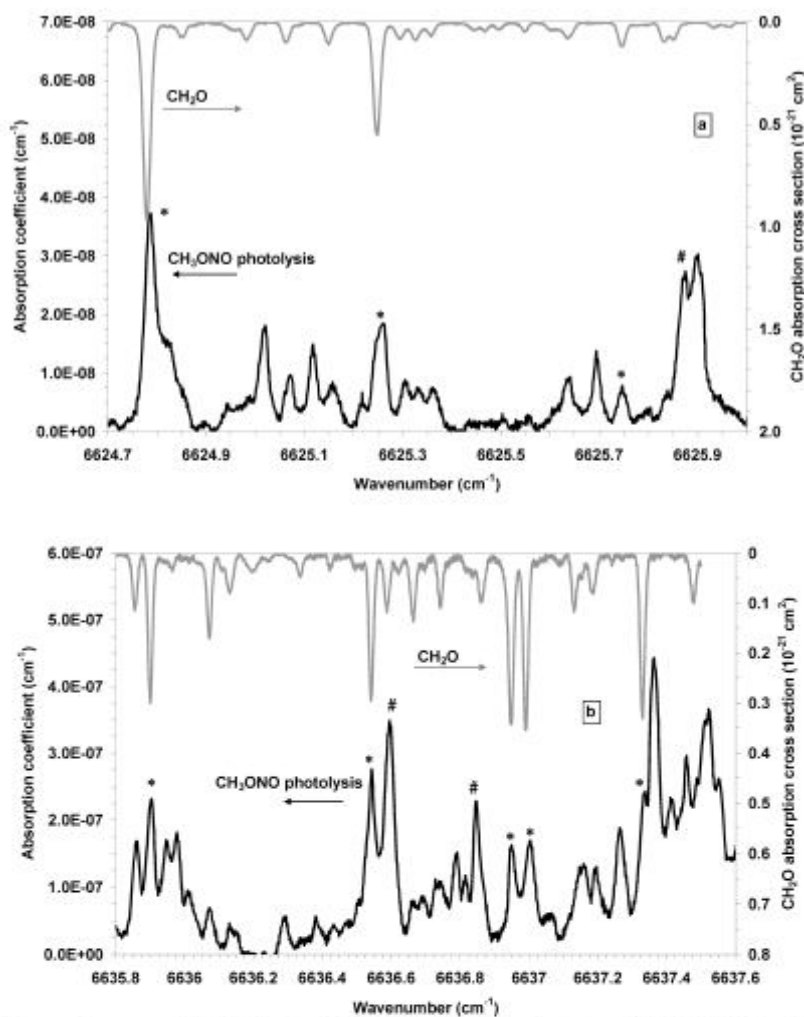 7.0E-08
6.0E-08
5.0E-08
4.0E-08
3.0E-08
2.0E-08
1.0E-08
0.0E+00
Absorption coefficient (cm⁻¹)
CH₂O
a
*
CH₃ONO photolysis
*
*
#
0.0
0.5
1.0
1.5
2.0
CH₂O absorption cross section (10⁻²¹ cm²)
6624.7 6624.9 6625.1 6625.3 6625.5 6625.7 6625.9
Wavenumber (cm⁻¹)
6.0E-07
5.0E-07
4.0E-07
3.0E-07
2.0E-07
1.0E-07
0.0E+00
Absorption coefficient (cm⁻¹)
CH₂O
b
#
*
*
CH₃ONO photolysis
#
*
*
*
0
0.1
0.2
0.3
0.4
0.5
0.6
0.7
0.8
CH₂O absorption cross section (10⁻²¹ cm²)
6635.8 6636 6636.2 6636.4 6636.6 6636.8 6637 6637.2 6637.4 6637.6
Wavenumber (cm⁻¹)